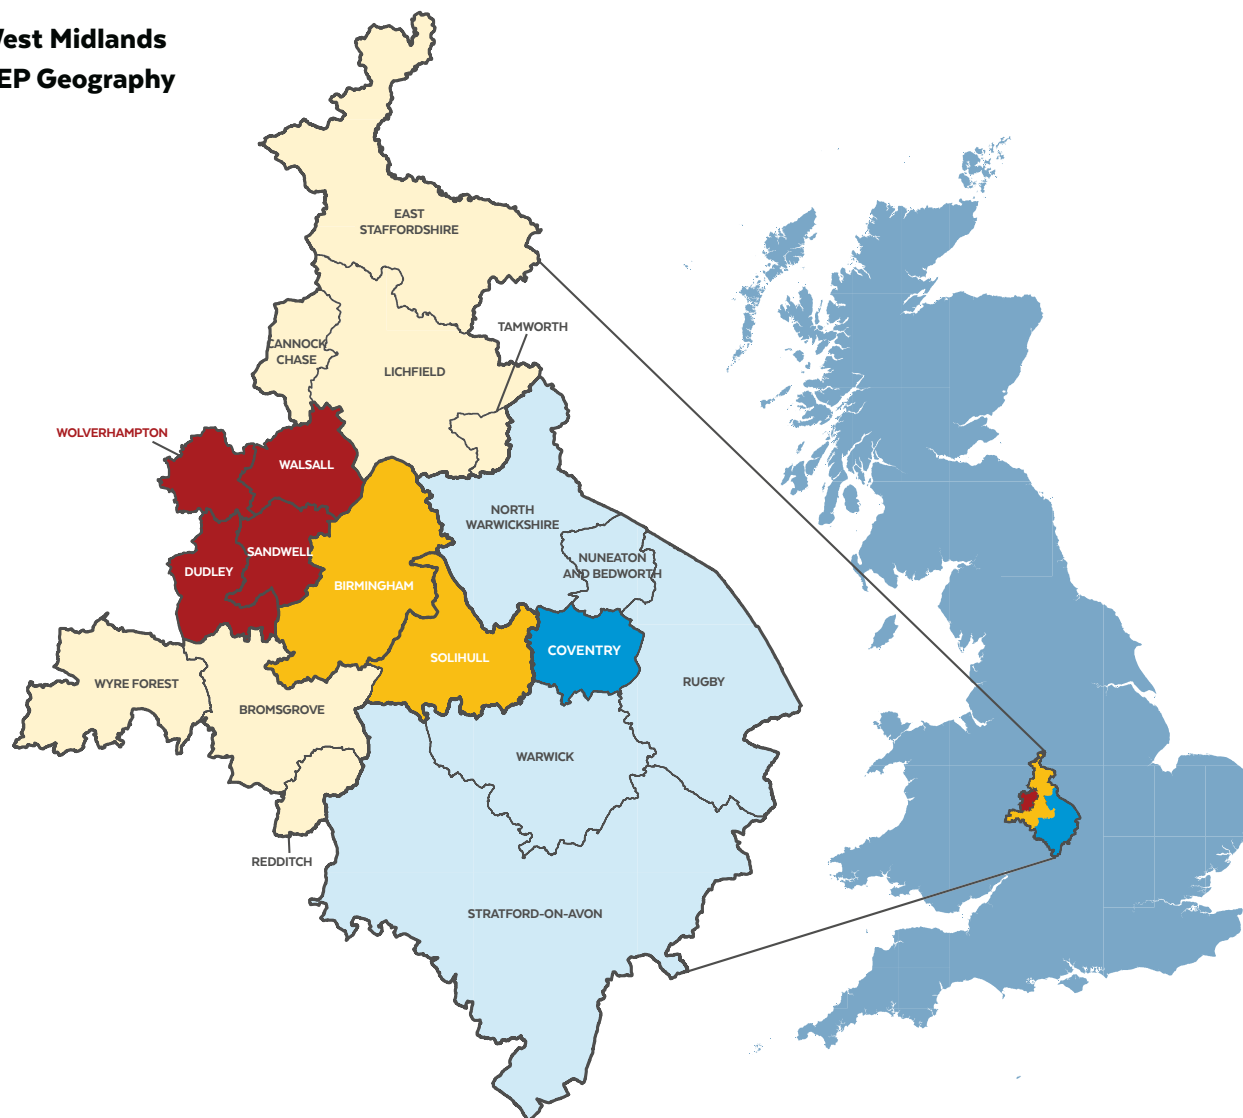 est Midlands
EP Geography
EAST
STAFFORDSHIRE
TAMWORTH
CANNOCK
CHASE
LICHFIELD
WOLVERHAMPTON
WALSALL
NORTH
WARWICKSHIRE
SANDWELL
NUNEATON
AND BEDWORTH
DUDLEY
BIRMINGHAM
COVENTRY
SOLIHULL
RUGBY
WYRE FOREST
BROMSGROVE
WARWICK
REDDITCH
STRATFORD-ON-AVON